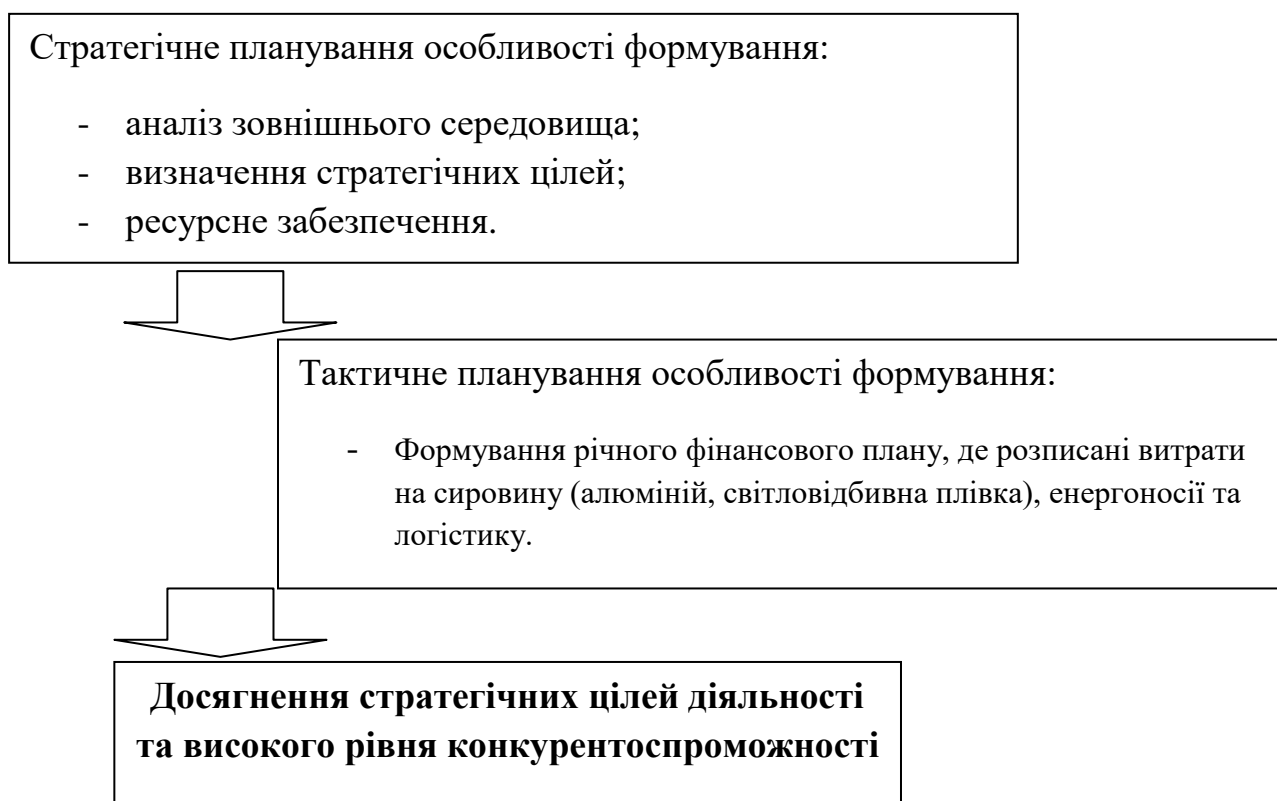 Стратегічне планування особливості формування:
- аналіз зовнішнього середовища;
- визначення стратегічних цілей;
- ресурсне забезпечення.
Тактичне планування особливості формування:
- Формування річного фінансового плану, де розписані витрати
на сировину (алюміній, світловідбивна плівка), енергоносії та
логістику.
Досягнення стратегічних цілей діяльності
та високого рівня конкурентоспроможності